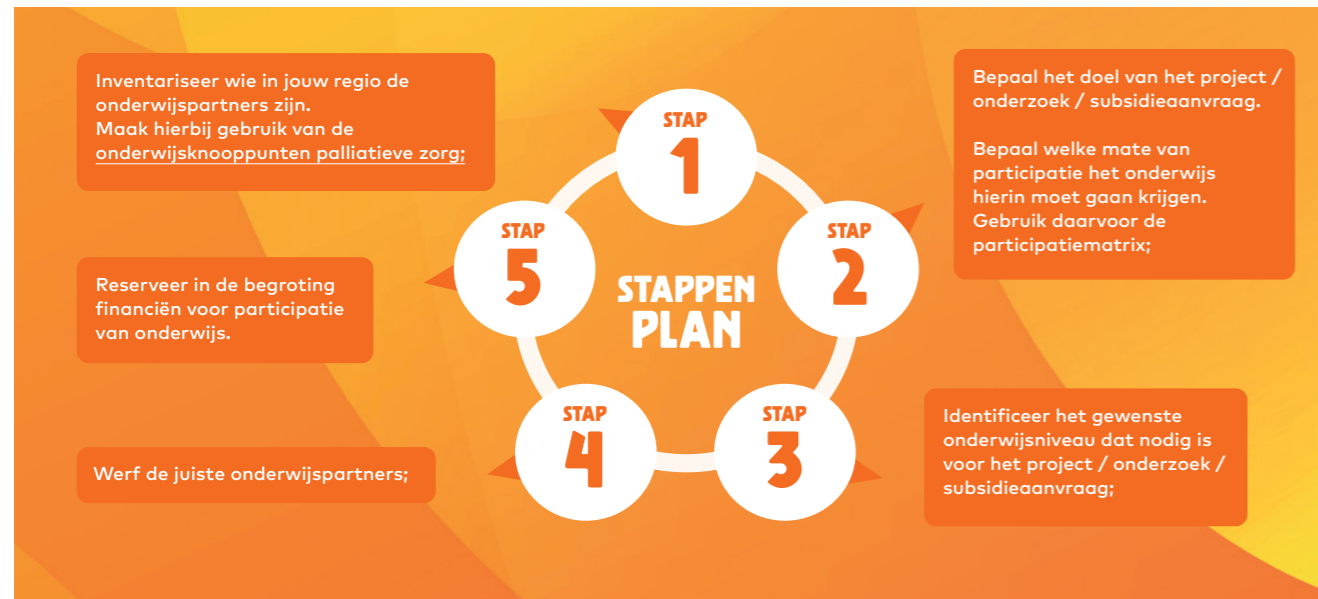 Inventariseer wie in jouw regio de
onderwijspartners zijn.
Maak hierbij gebruik van de
onderwijsknooppunten palliatieve zorg;
STAP
1
Bepaal het doel van het project /
onderzoek / subsidieaanvraag.
Bepaal welke mate van
participatie het onderwijs
hierin moet gaan krijgen.
Gebruik daarvoor de
participatiematrix;
STAP
2
Identificeer het gewenste
onderwijsniveau dat nodig is
voor het project / onderzoek /
subsidieaanvraag;
STAP
3
Werf de juiste onderwijspartners;
STAP
4
Reserveer in de begroting
financiën voor participatie
van onderwijs.
STAP
5
STAPPEN
PLAN